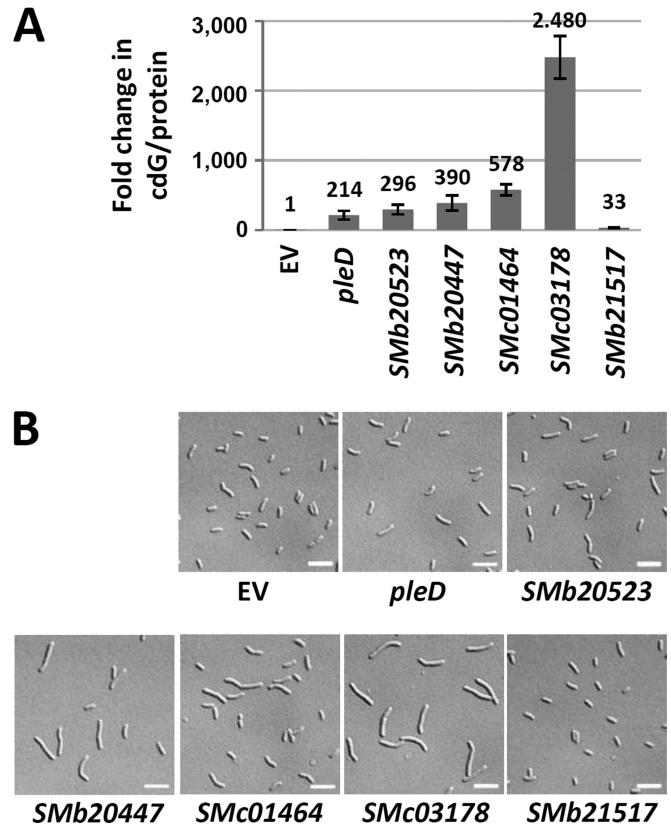 A
Fold change in
cdG/protein
3,000
2,000
1,000
0
1
214
296
390
578
2.480
33
EV
pleD
SMb20523
SMb20447
SMc01464
SMc03178
SMb21517
B
EV
pleD
SMb20523
SMb20447
SMc01464
SMc03178
SMb21517